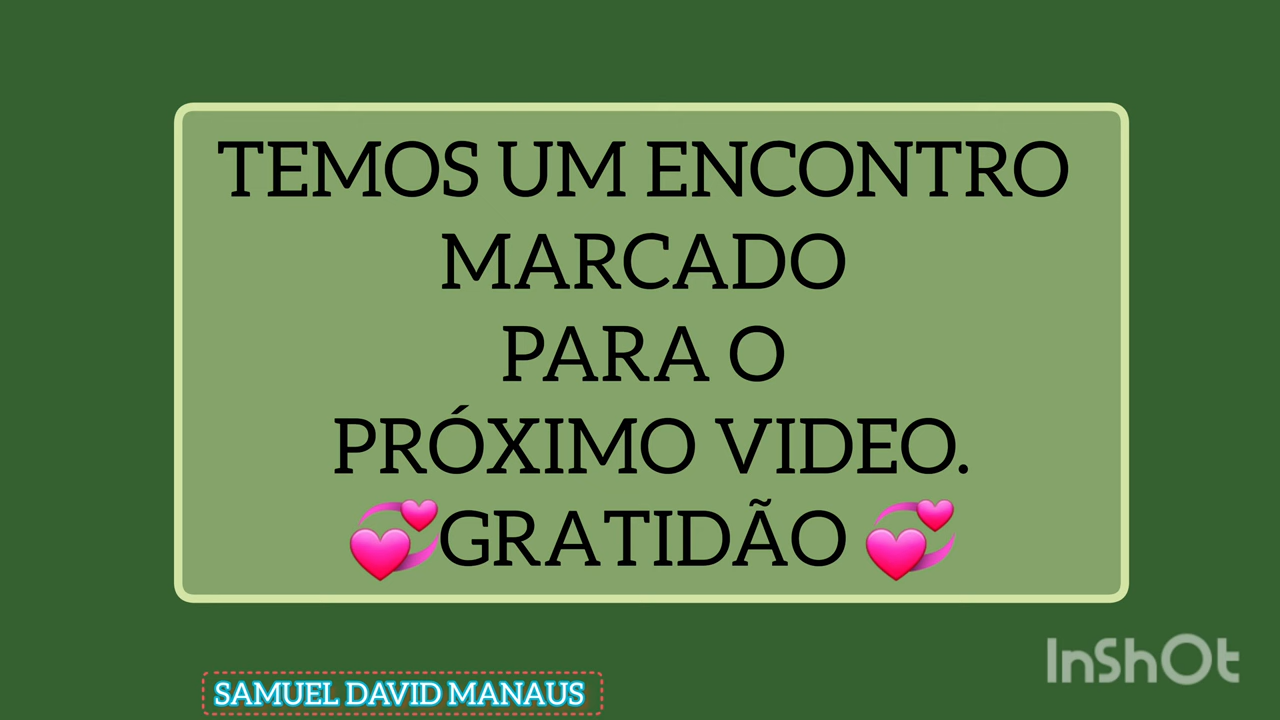 TEMOS UM ENCONTRO
MARCADO
PARA O
PRÓXIMO VIDEO.
💞GRATIDÃO 💞
InShOt
SAMUEL DAVID MANAUS